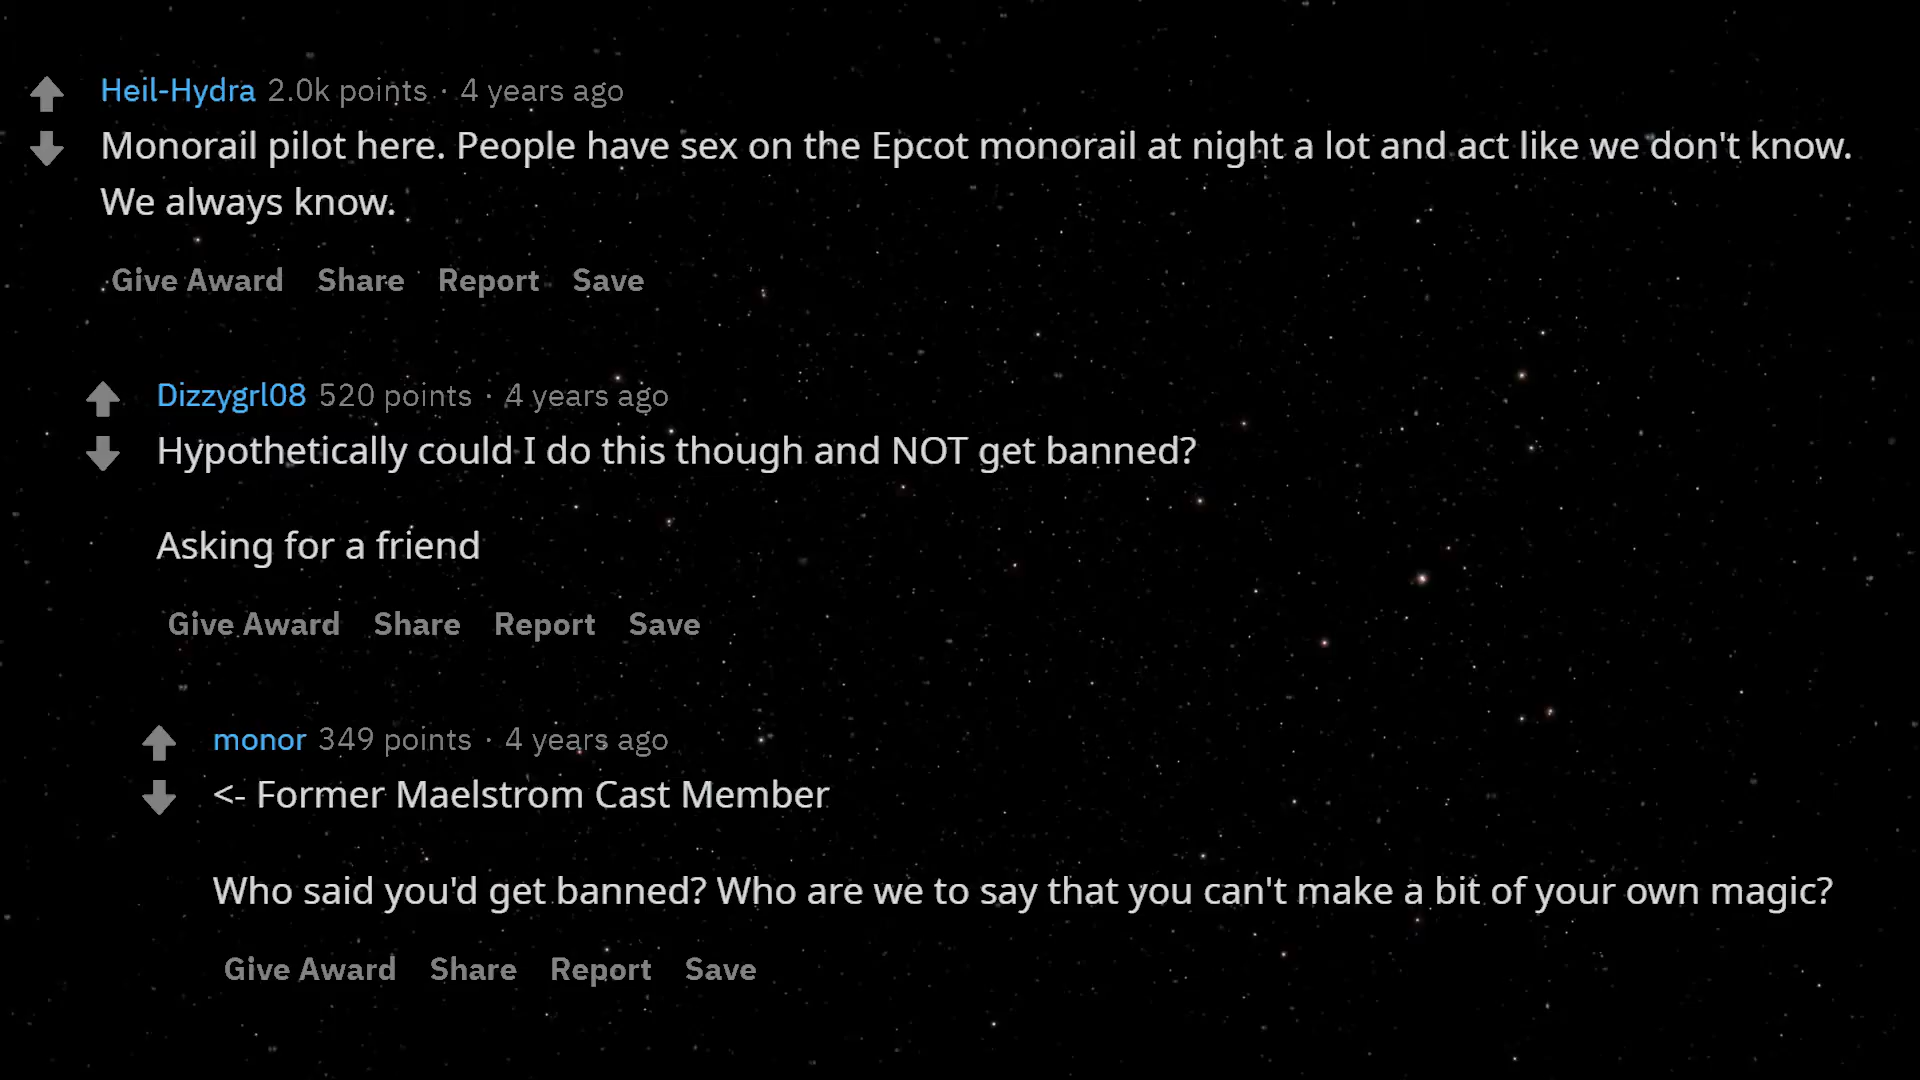 Heil-Hydra 2.0k points · 4 years ago
Monorail pilot here. People have sex on the Epcot monorail at night a lot and act like we don't know.
We always know.
Give Award Share Report Save
Dizzygrl08 520 points · 4 years ago
Hypothetically could I do this though and NOT get banned?
Asking for a friend
Give Award Share Report Save
monor 349 points · 4 years ago
<- Former Maelstrom Cast Member
Who said you'd get banned? Who are we to say that you can't make a bit of your own magic?
Give Award Share Report Save